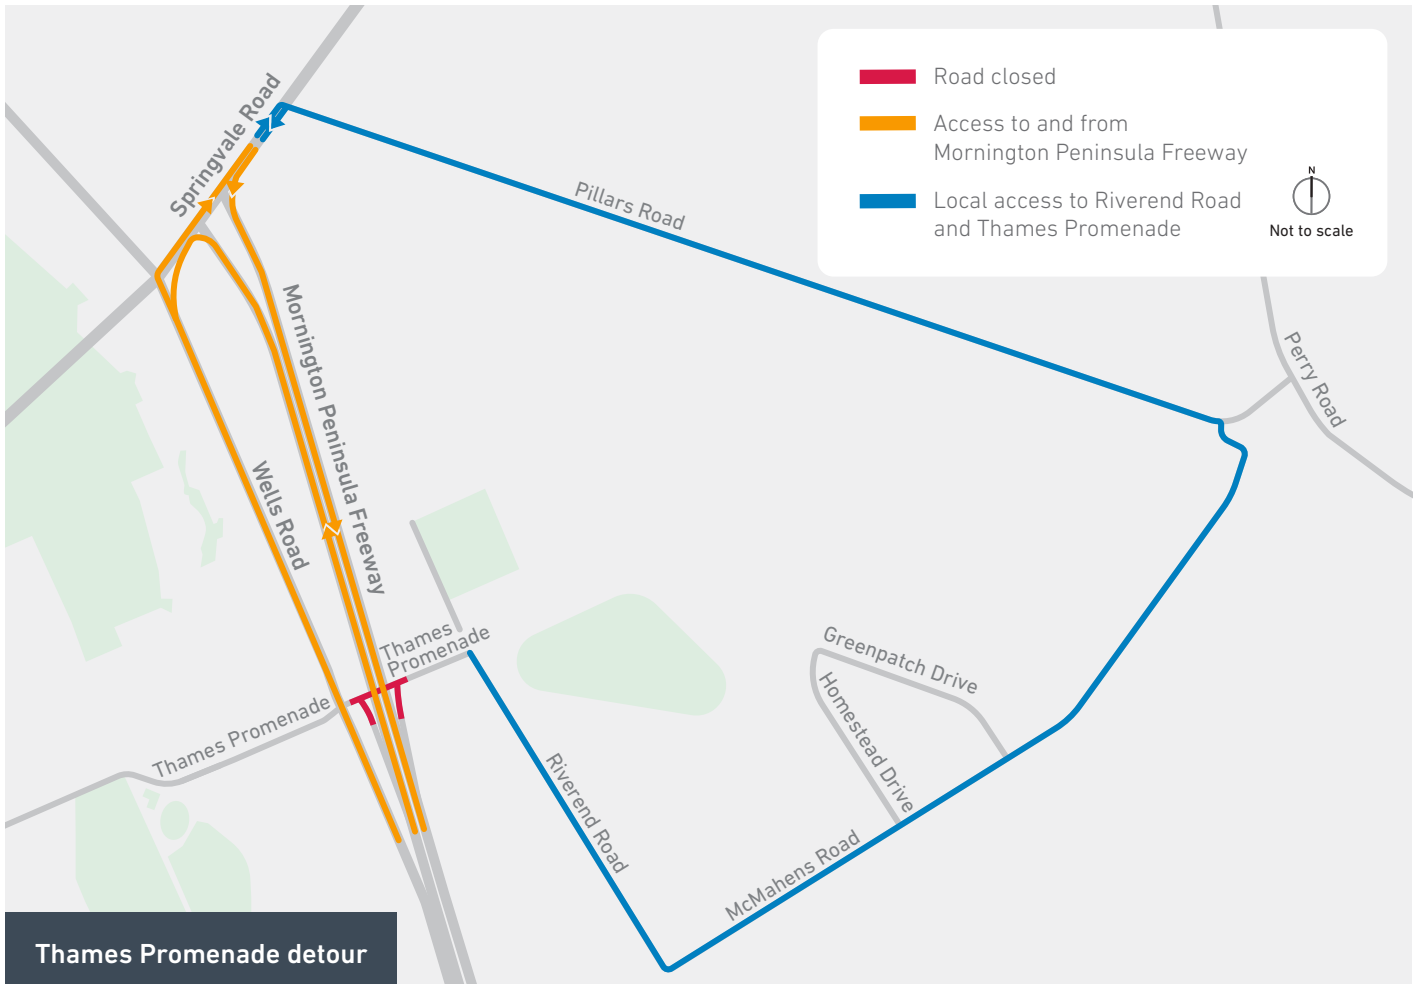 Road closed
Access to and from
Mornington Peninsula Freeway
Local access to Riverend Road
and Thames Promenade
N
Not to scale
Springvale Road
Pillars Road
Mornington Peninsula Freeway
Perry Road
Wells Road
Thames
Promenade
Thames Promenade
Greenpatch Drive
Homestead Drive
Riverend Road
McMahens Road
Thames Promenade detour